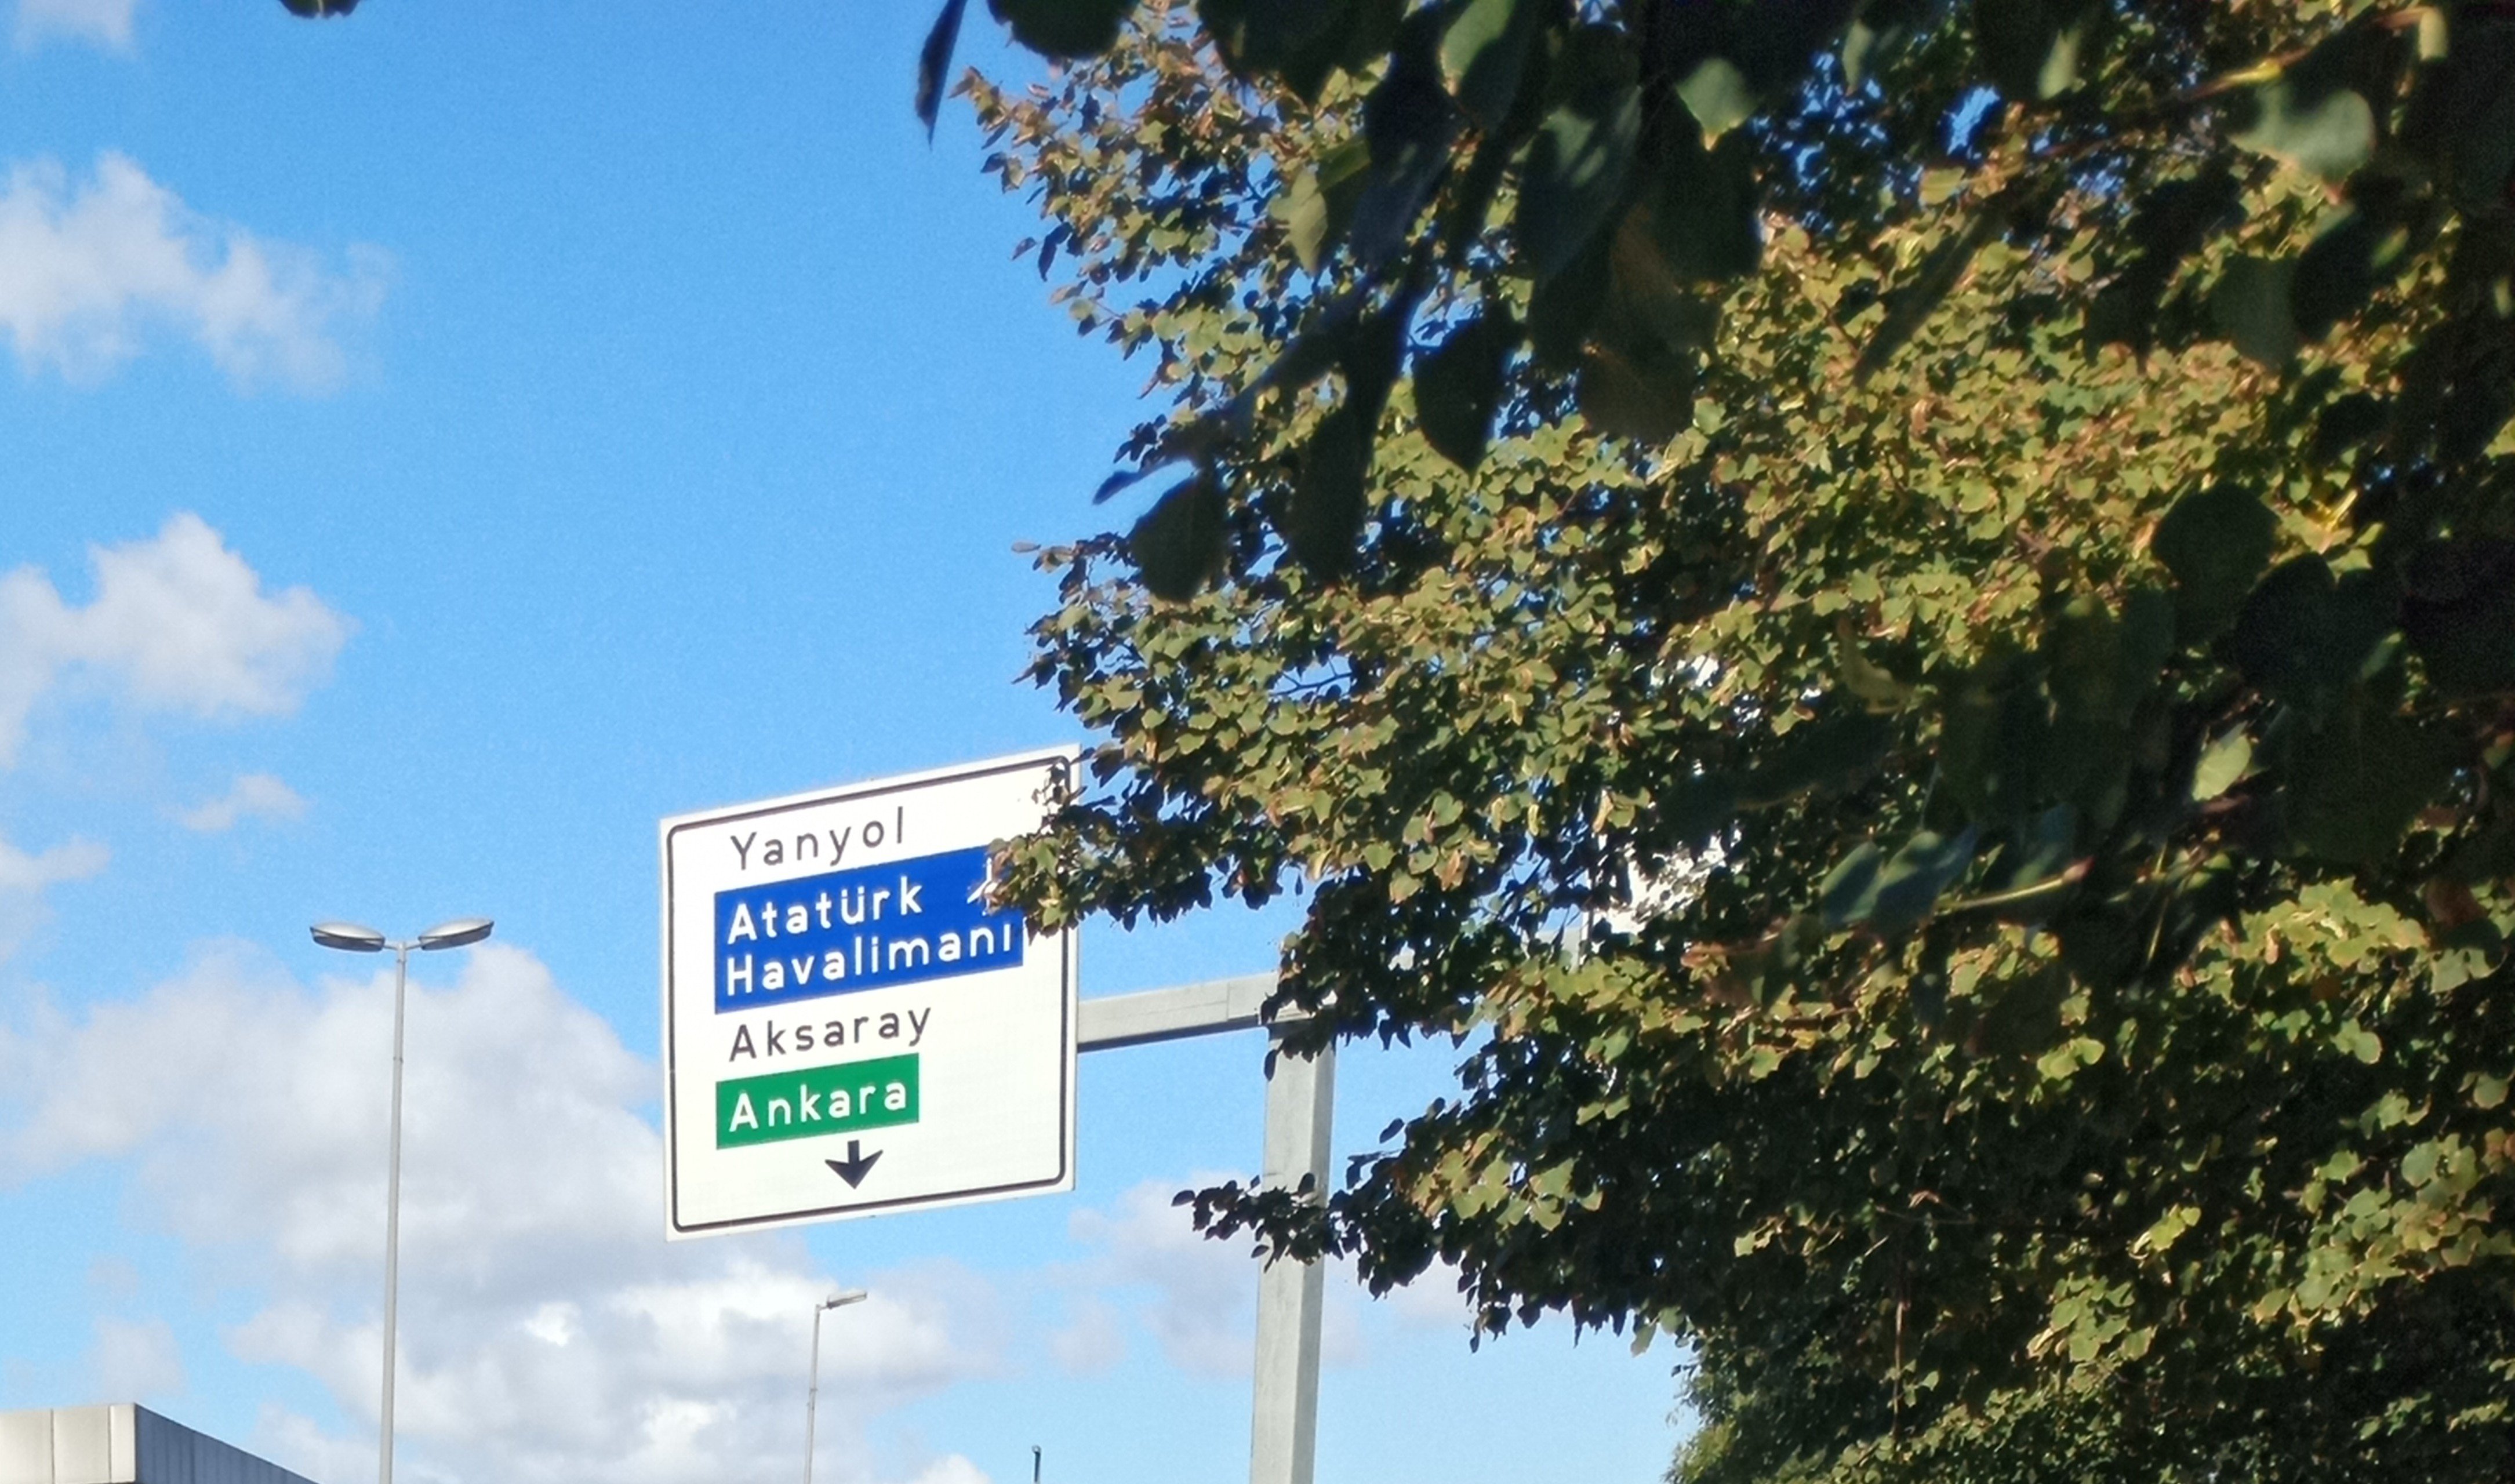 Yanyol
Atatürk
Havalimanı
Aksaray
Ankara